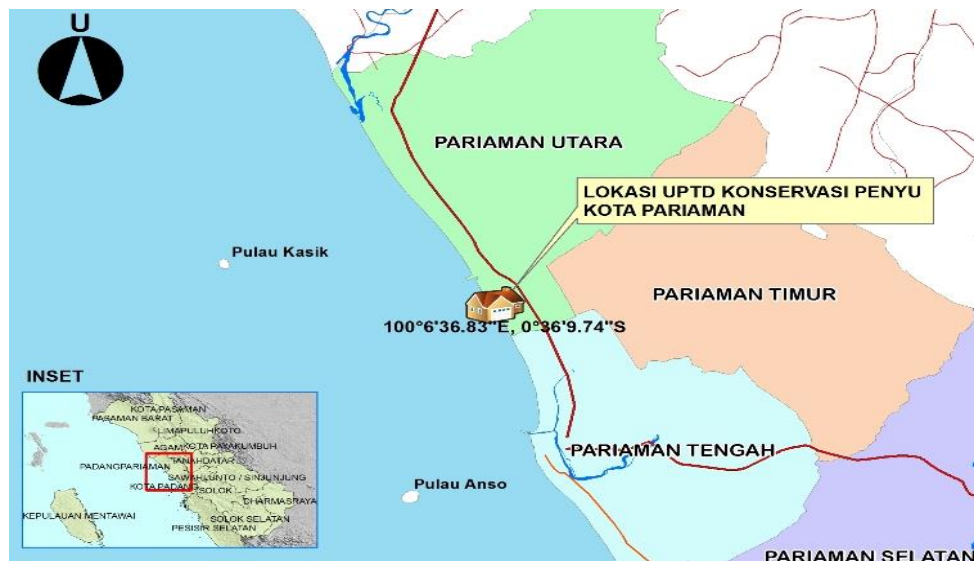 U
PARIAMAN UTARA
LOKASI UPTD KONSERVASI PENYU
KOTA PARIAMAN
Pulau Kasik
PARIAMAN TIMUR
100°6'36.83"E, 0°36'9.74"S
INSET
KOTA PASAMAN
PASAMAN BARAT
LIMAPULUHKOTO
AGAM
KOTA PAYAKUMBUH
TANAHDATAR
PADANGPARIAMAN
SAWAHLUNTO / SINJUNJUNG
KOTA PADANG
SOLOK
DHARMASRAYA
KEPULAUAN MENTAWAI
SOLOK SELATAN
PESISIR SELATAN
PARIAMAN TENGAH
Pulau Anso
PARIAMAN SELATAN